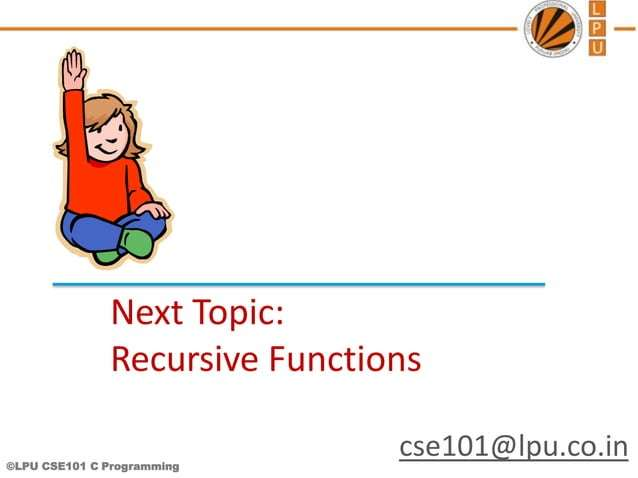 L
P
U
Next Topic:
Recursive Functions
cse101@lpu.co.in
©LPU CSE101 C Programming